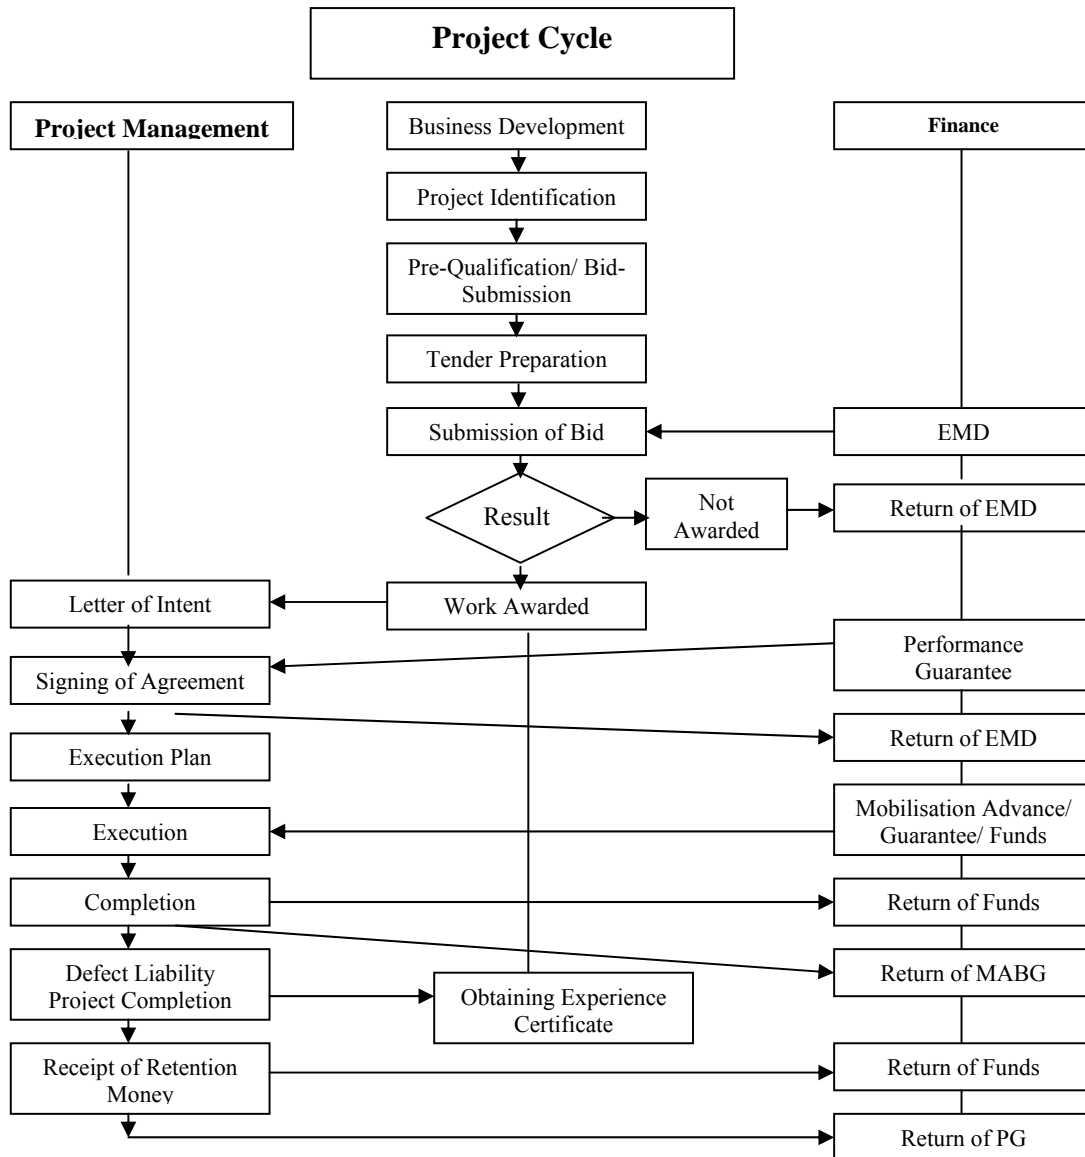 Project Cycle
Project Management
Business Development
Finance
Project Identification
Pre-Qualification/ Bid-
Submission
Tender Preparation
Submission of Bid
EMD
Result
Not
Awarded
Return of EMD
Letter of Intent
Work Awarded
Performance
Guarantee
Signing of Agreement
Return of EMD
Execution Plan
Mobilisation Advance/
Guarantee/ Funds
Execution
Completion
Return of Funds
Defect Liability
Project Completion
Obtaining Experience
Certificate
Return of MABG
Receipt of Retention
Money
Return of Funds
Return of PG